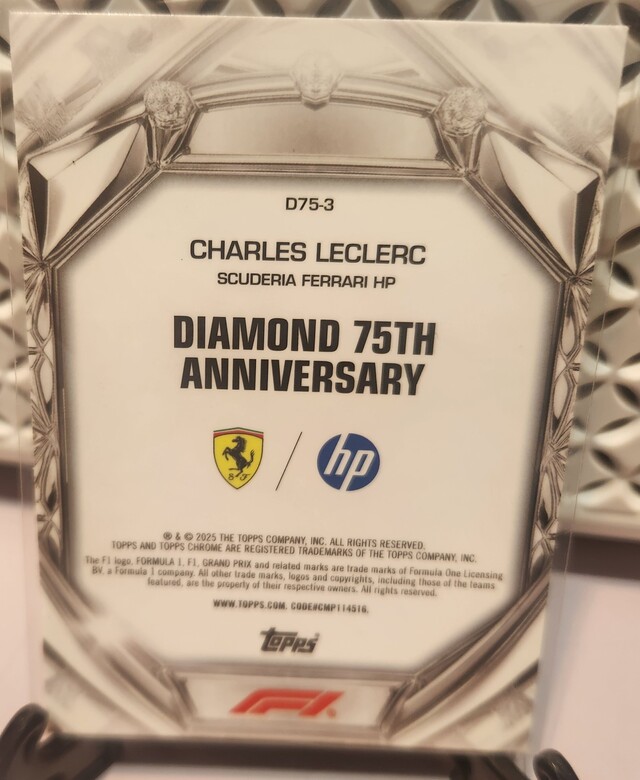 D75-3
CHARLES LECLERC
SCUDERIA FERRARI HP
DIAMOND 75TH
ANNIVERSARY
S F
hp
® & © 2025 THE TOPPS COMPANY, INC. ALL RIGHTS RESERVED.
TOPPS AND TOPPS CHROME ARE REGISTERED TRADEMARKS OF THE TOPPS COMPANY, INC.
The F1 logo, FORMULA 1, F1, GRAND PRIX and related marks are trade marks of Formula One Licensing
BV, a Formula 1 company. All other trade marks, logos and copyrights, including those of the teams
featured, are the property of their respective owners. All rights reserved.
WWW.TOPPS.COM. CODE#CMP114516.
topps
F1